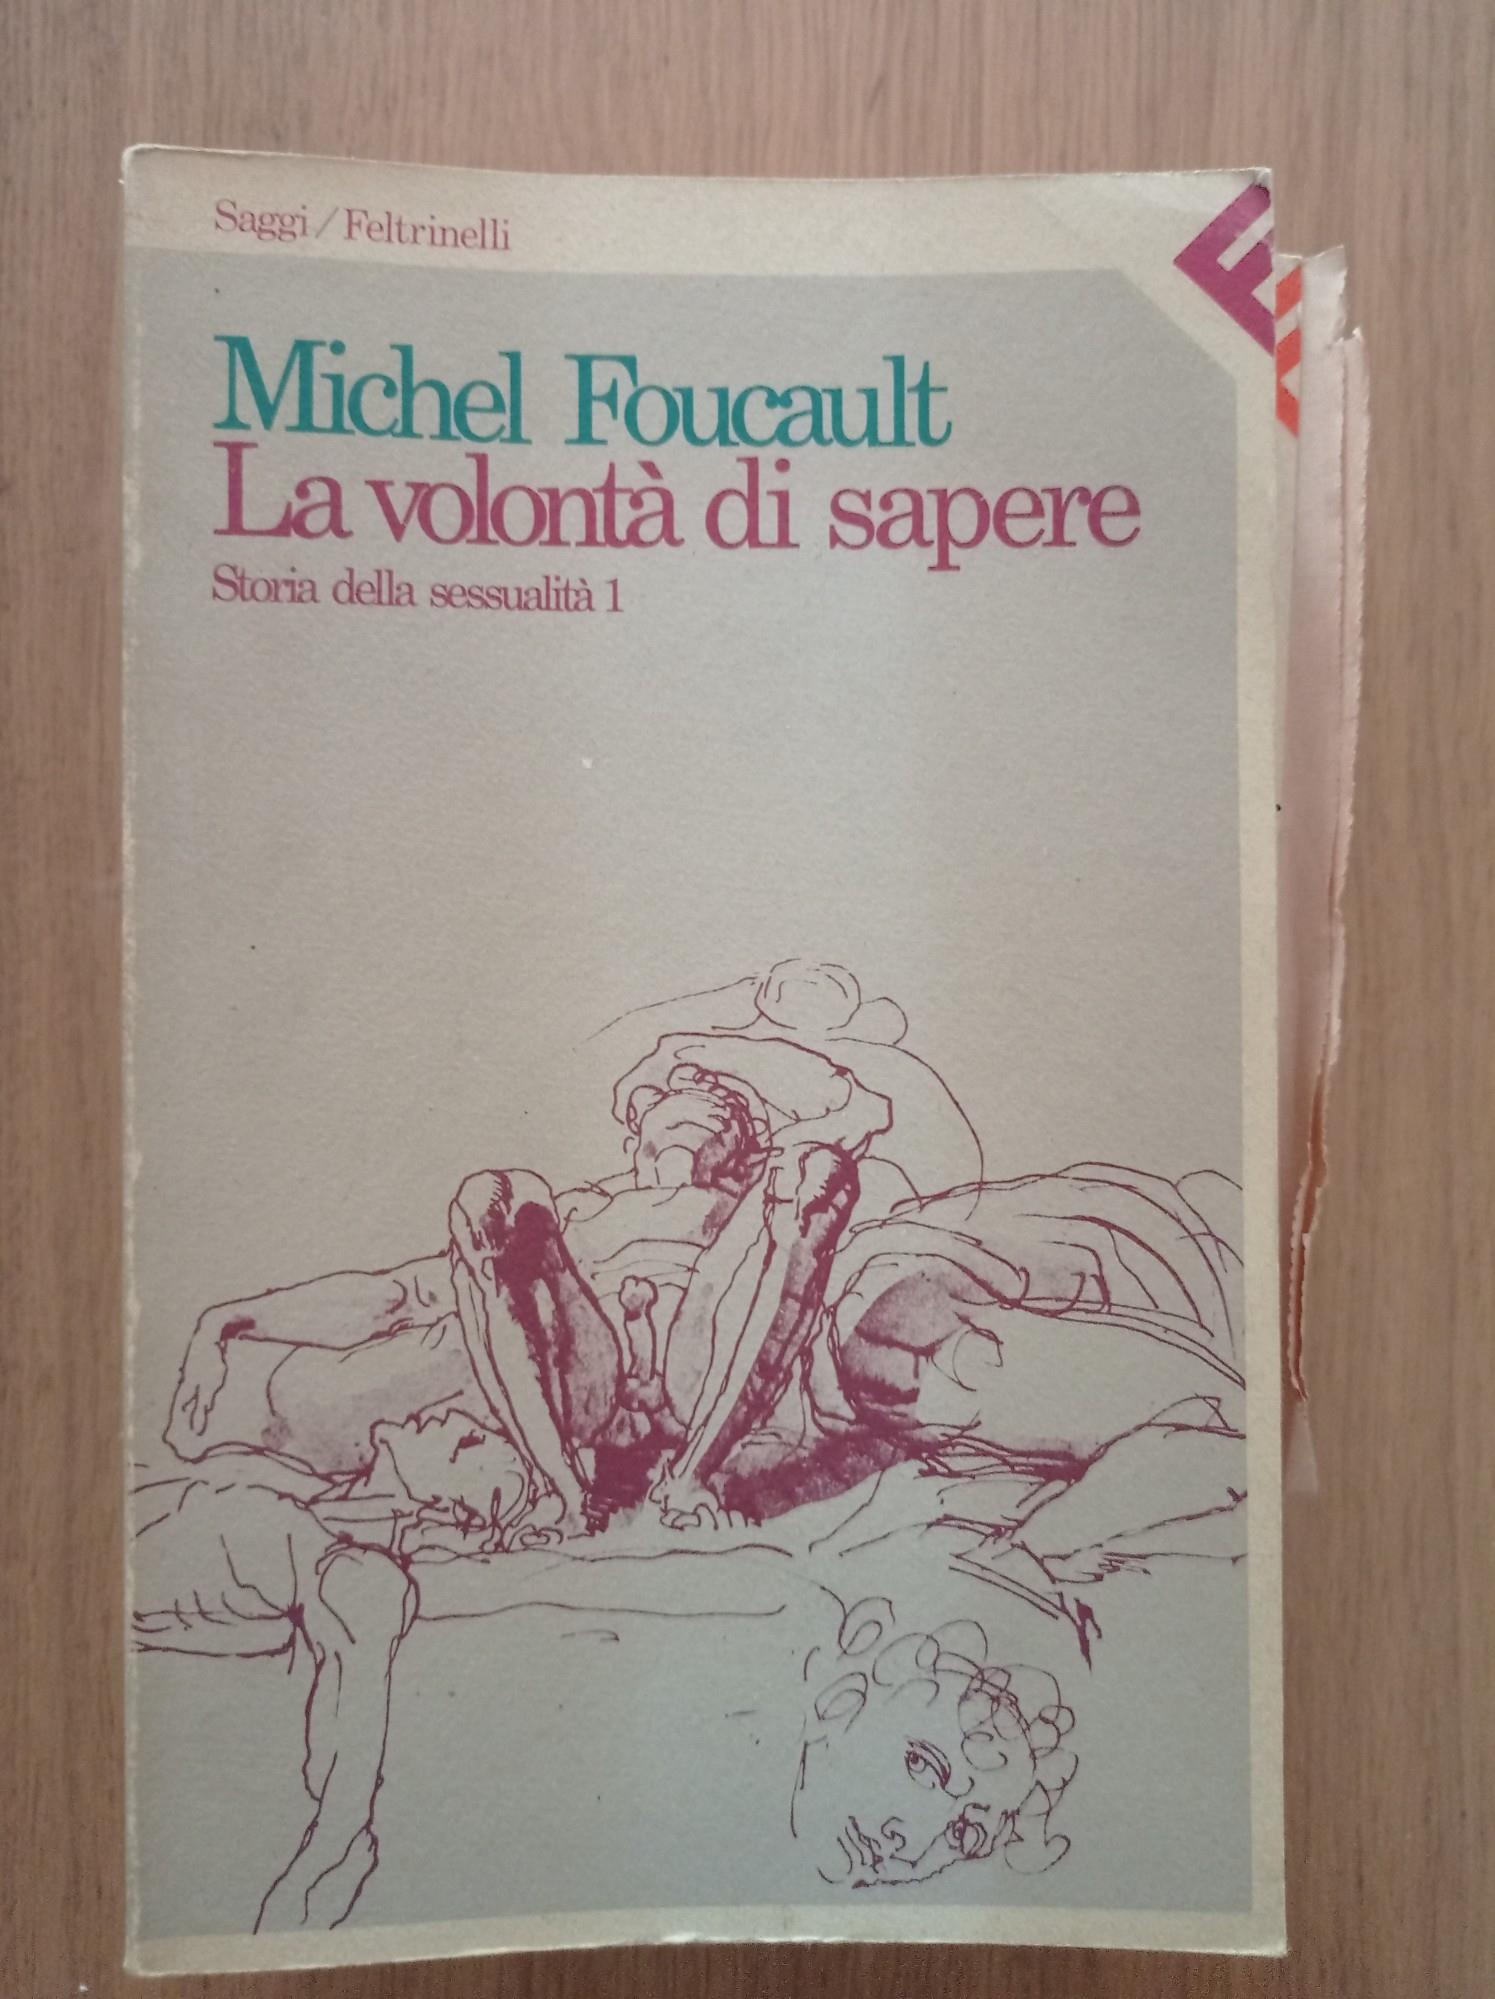 Saggi/Feltrinelli
Michel Foucault
La volontà di sapere
Storia della sessualità 1